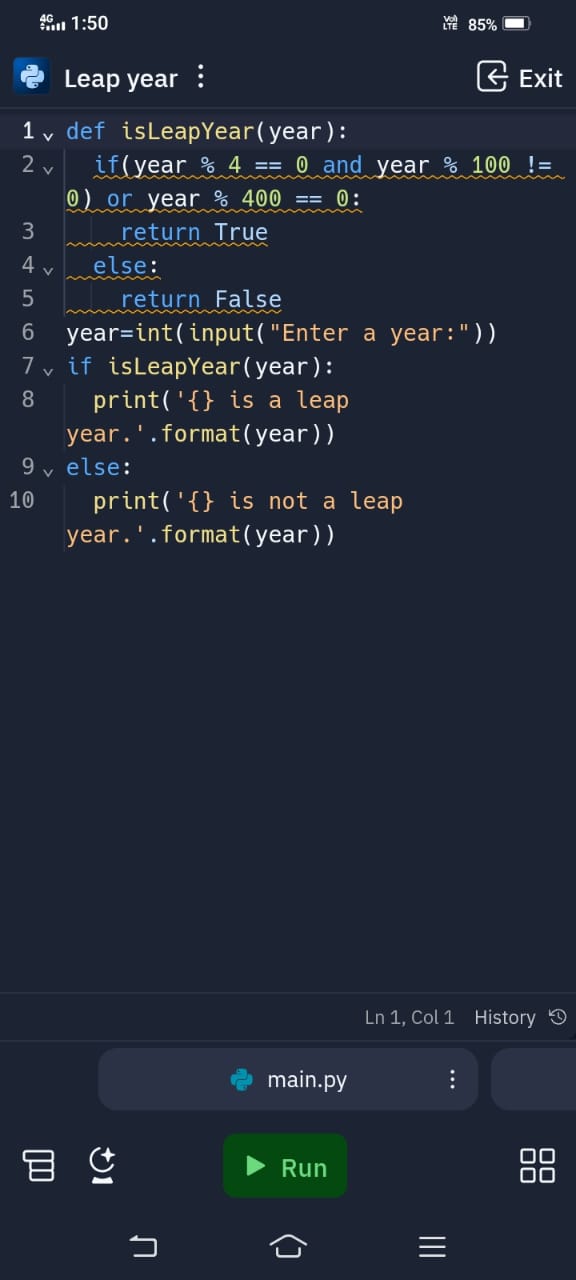 4G 1:50 Vo) LTE 85%
Leap year Exit
1 def isLeapYear(year):
2 if(year % 4 == 0 and year % 100 !=
0) or year % 400 == 0:
3 return True
4 else:
5 return False
6 year=int(input("Enter a year:"))
7 if isLeapYear(year):
8 print('{} is a leap
year.'.format(year))
9 else:
10 print('{} is not a leap
year.'.format(year))
Ln 1, Col 1 History
main.py
Run